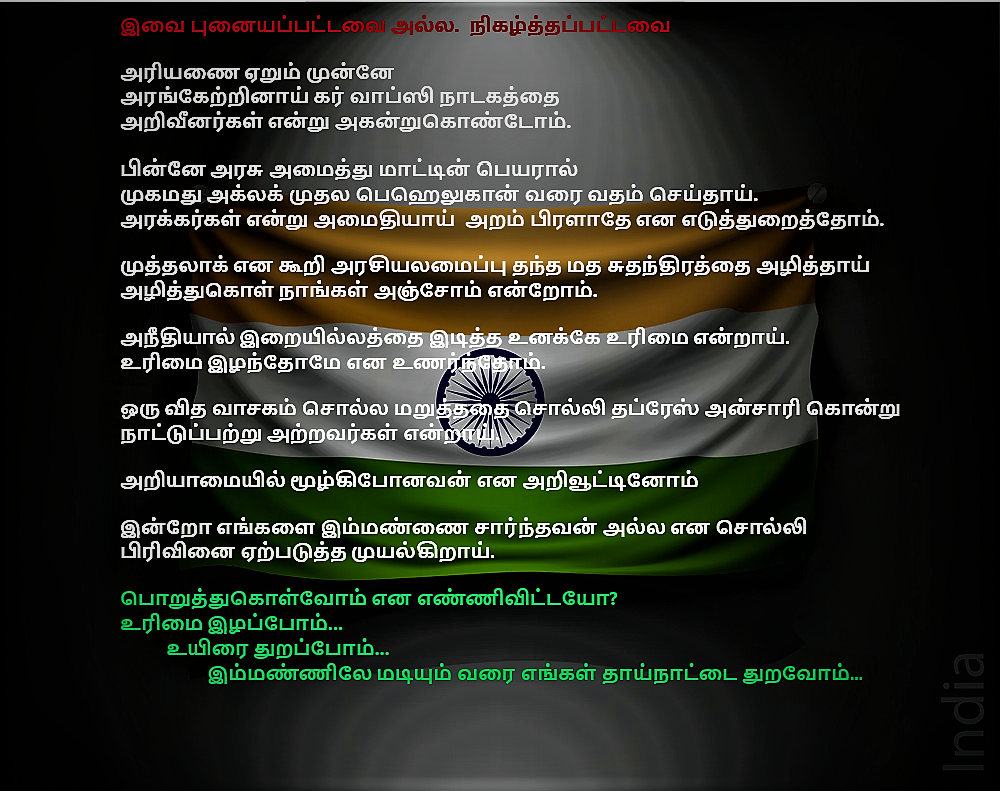 இவை புனையப்பட்டவை அல்ல.  நிகழ்த்தப்பட்டவை
அரியணை ஏறும் முன்னே
அரங்கேற்றினாய் கர் வாப்ஸி நாடகத்தை
அறிவீனர்கள் என்று அகன்றுகொண்டோம்.
பின்னே அரசு அமைத்து மாட்டின் பெயரால்
முகமது அக்லக் முதல பெஹெலுகான் வரை வதம் செய்தாய்.
அரக்கர்கள் என்று அமைதியாய்  அறம் பிரளாதே என எடுத்துறைத்தோம்.
முத்தலாக் என கூறி அரசியலமைப்பு தந்த மத சுதந்திரத்தை அழித்தாய்
அழித்துகொள் நாங்கள் அஞ்சோம் என்றோம்.
அநீதியால் இறையில்லத்தை இடித்த உனக்கே உரிமை என்றாய்.
உரிமை இழந்தோமே என உணர்ந்தோம்.
ஒரு வித வாசகம் சொல்ல மறுத்ததை சொல்லி தப்ரேஸ் அன்சாரி கொன்று
நாட்டுப்பற்று அற்றவர்கள் என்றாய்.
அறியாமையில் மூழ்கிபோனவன் என அறிவூட்டினோம்
இன்றோ எங்களை இம்மண்ணை சார்ந்தவன் அல்ல என சொல்லி
பிரிவினை ஏற்படுத்த முயல்கிறாய்.
பொறுத்துகொள்வோம் என எண்ணிவிட்டயோ?
உரிமை இழப்போம்...
உயிரை துறப்போம்...
இம்மண்ணிலே மடியும் வரை எங்கள் தாய்நாட்டை துறவோம்...
India